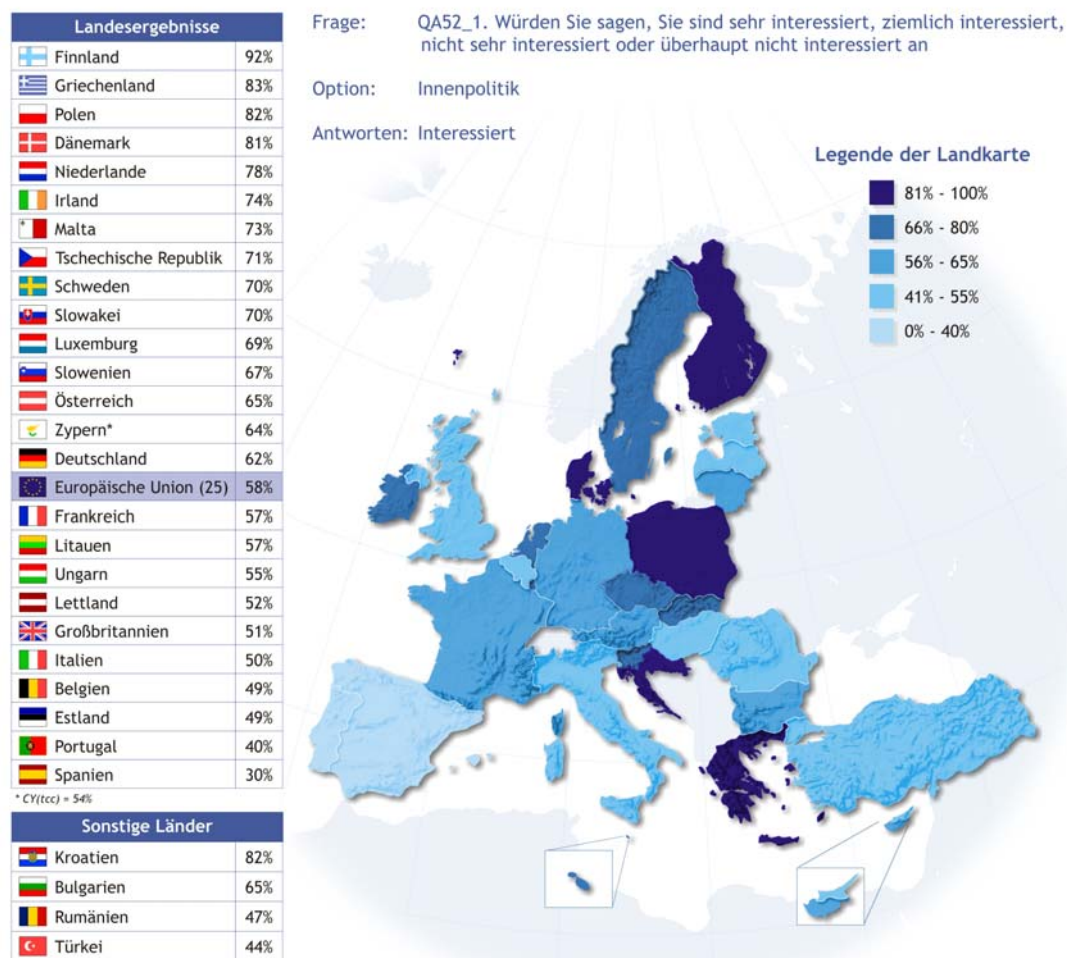 Landesergebnisse
Finnland 92%
Griechenland 83%
Polen 82%
Dänemark 81%
Niederlande 78%
Irland 74%
Malta 73%
Tschechische Republik 71%
Schweden 70%
Slowakei 70%
Luxemburg 69%
Slowenien 67%
Österreich 65%
Zypern* 64%
Deutschland 62%
Europäische Union (25) 58%
Frankreich 57%
Litauen 57%
Ungarn 55%
Lettland 52%
Großbritannien 51%
Italien 50%
Belgien 49%
Estland 49%
Portugal 40%
Spanien 30%
* CY(tcc) = 54%
Sonstige Länder
Kroatien 82%
Bulgarien 65%
Rumänien 47%
Türkei 44%
Frage: QA52_1. Würden Sie sagen, Sie sind sehr interessiert, ziemlich interessiert,
nicht sehr interessiert oder überhaupt nicht interessiert an
Option: Innenpolitik
Antworten: Interessiert
Legende der Landkarte
81% - 100%
66% - 80%
56% - 65%
41% - 55%
0% - 40%